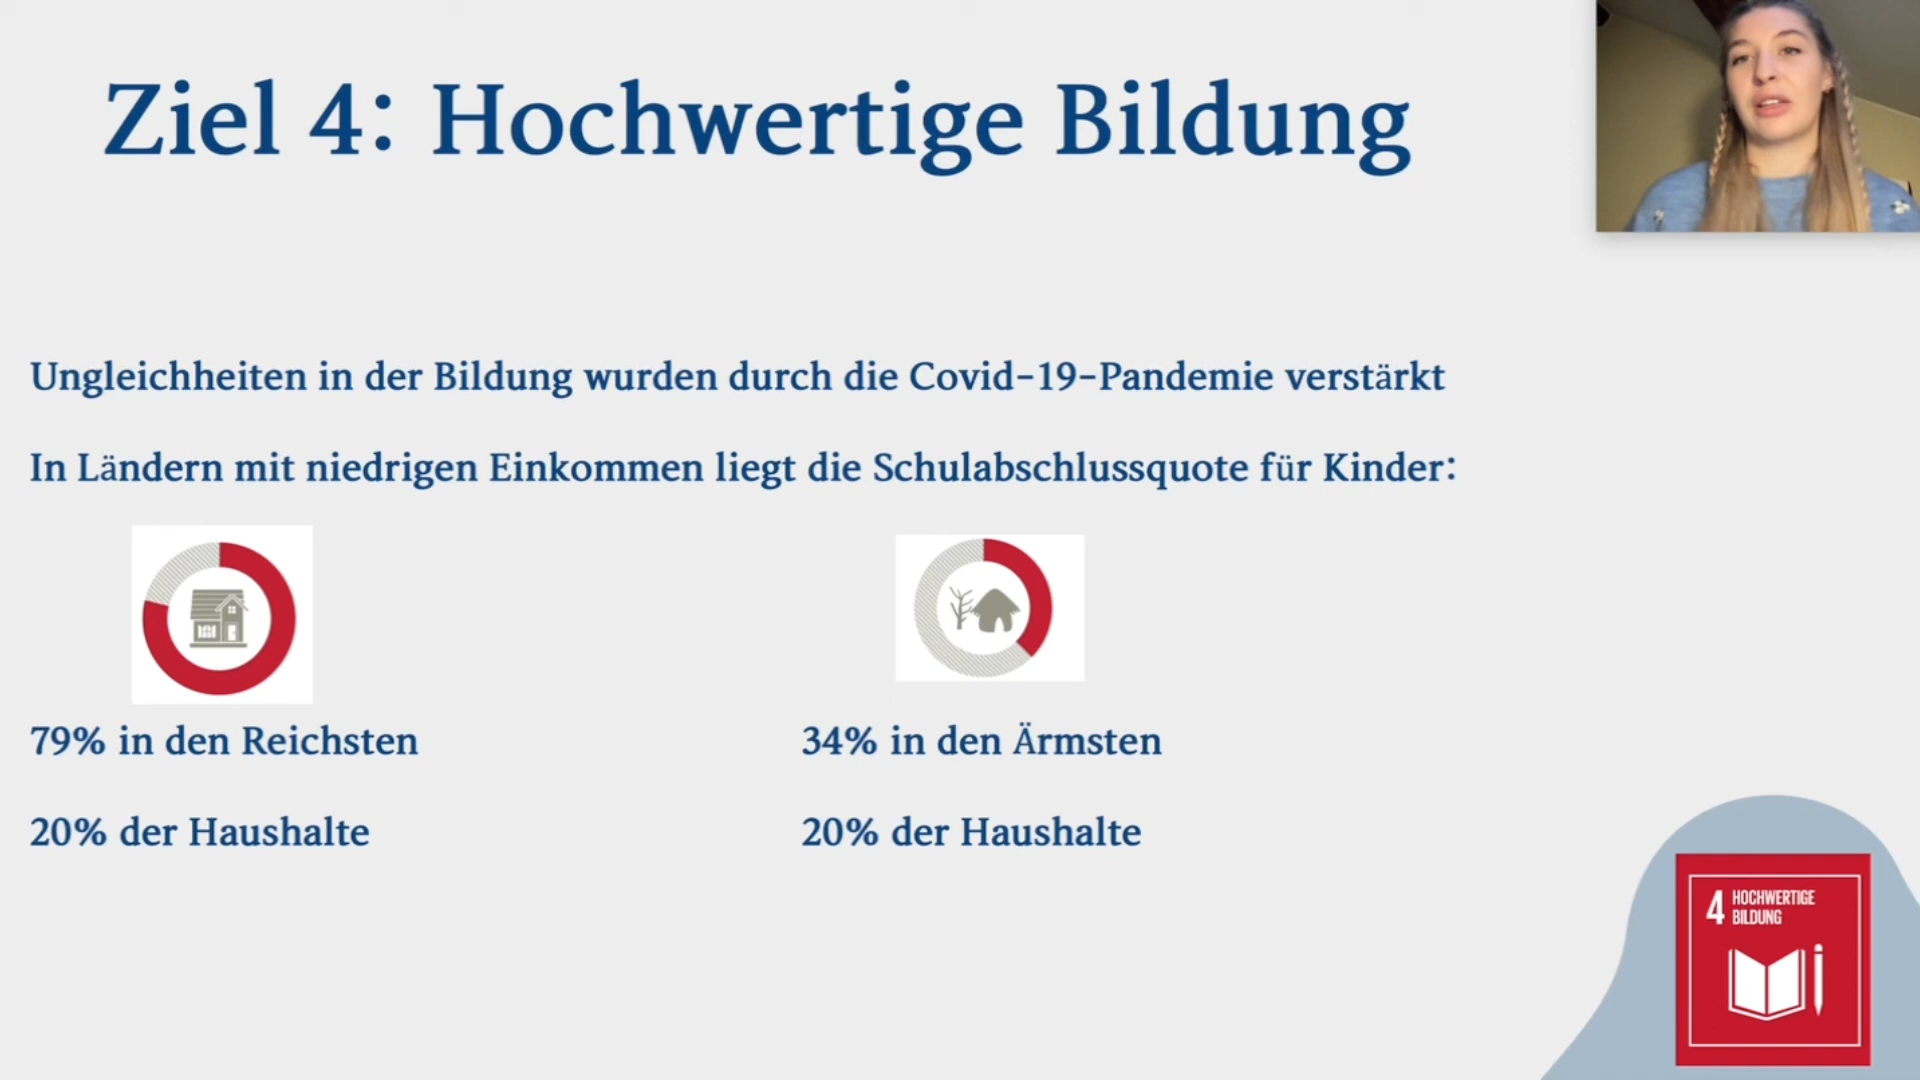 Ziel 4: Hochwertige Bildung
Ungleichheiten in der Bildung wurden durch die Covid-19-Pandemie verstärkt
In Ländern mit niedrigen Einkommen liegt die Schulabschlussquote für Kinder:
79% in den Reichsten
20% der Haushalte
34% in den Ärmsten
20% der Haushalte
4 HOCHWERTIGE
BILDUNG